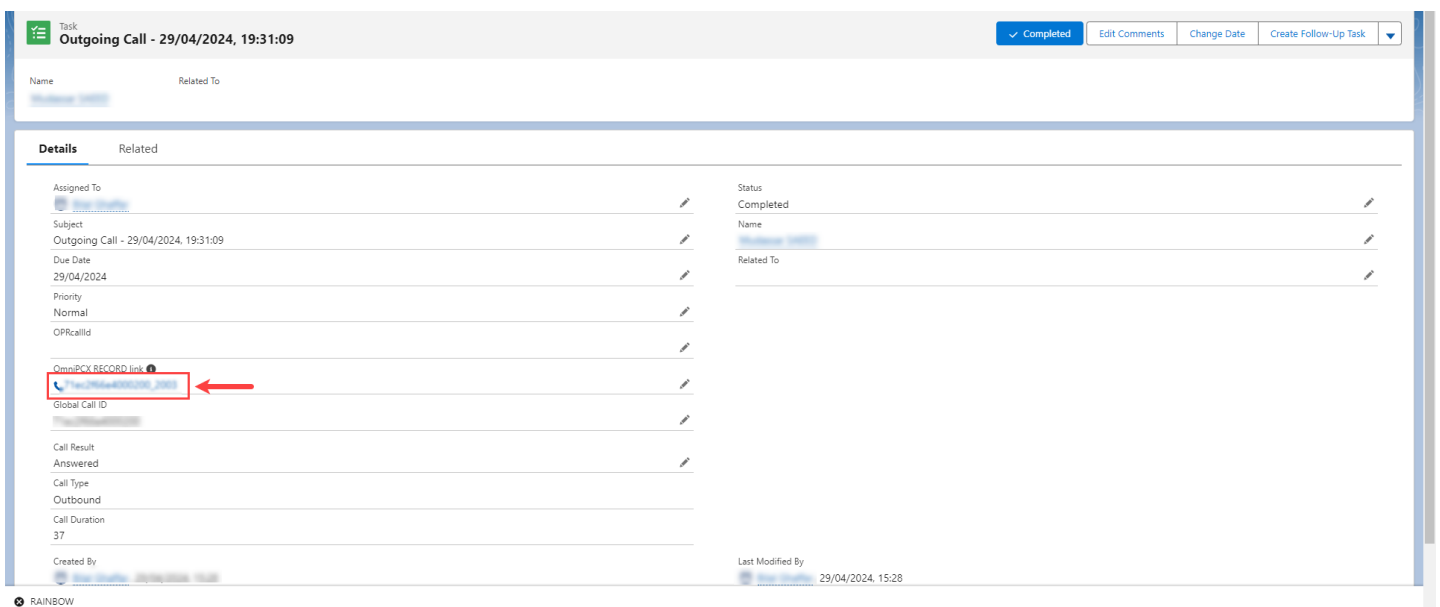 Task
Outgoing Call - 29/04/2024, 19:31:09
Completed Edit Comments Change Date Create Follow-Up Task
Name Related To
Details Related
Assigned To
Subject
Outgoing Call - 29/04/2024, 19:31:09
Due Date
29/04/2024
Priority
Normal
OPRcallId
OmniPCX RECORD link
Global Call ID
Call Result
Answered
Call Type
Outbound
Call Duration
37
Created By
Status
Completed
Name
Related To
Last Modified By
29/04/2024, 15:28
RAINBOW